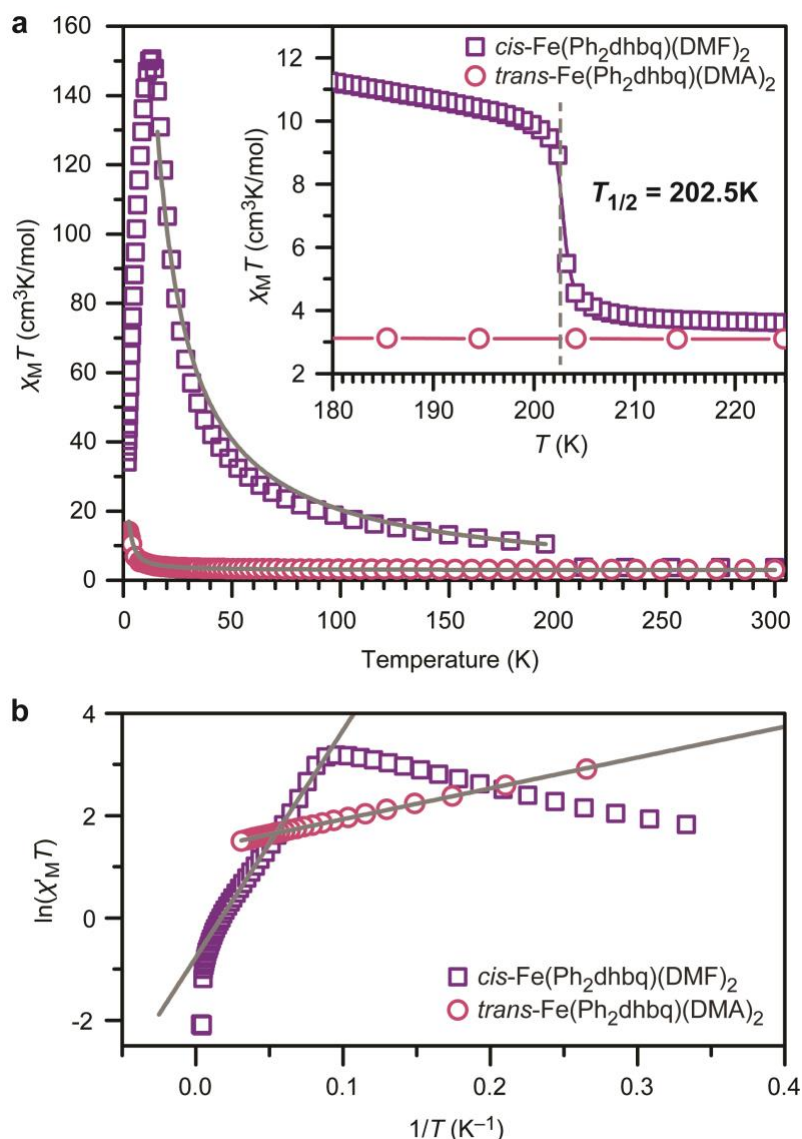 a
160
140
120
100
80
60
40
20
0
χMT (cm³K/mol)
0 50 100 150 200 250 300
Temperature (K)
12
10
8
6
4
2
χMT (cm³K/mol)
cis-Fe(Ph₂dhbq)(DMF)₂
trans-Fe(Ph₂dhbq)(DMA)₂
T₁/₂ = 202.5K
180 190 200 210 220
T (K)
b
4
2
0
-2
ln(χ'MT)
cis-Fe(Ph₂dhbq)(DMF)₂
trans-Fe(Ph₂dhbq)(DMA)₂
0.0 0.1 0.2 0.3 0.4
1/T (K⁻¹)